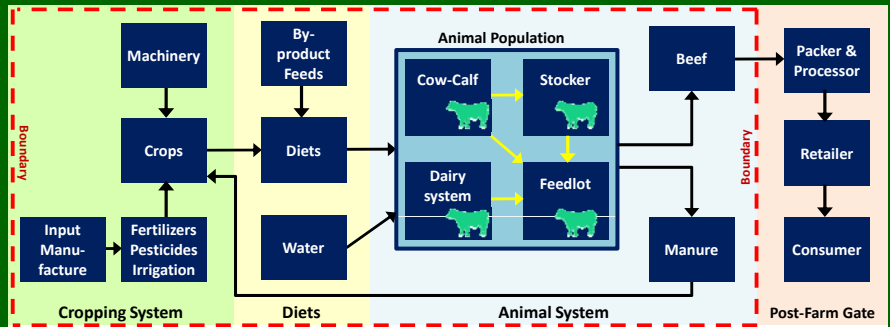 Boundary
Machinery
Crops
Input
Manu-
facture
Fertilizers
Pesticides
Irrigation
Cropping System
By-
product
Feeds
Diets
Water
Diets
Animal Population
Cow-Calf
Stocker
Dairy
system
Feedlot
Beef
Manure
Animal System
Boundary
Packer &
Processor
Retailer
Consumer
Post-Farm Gate